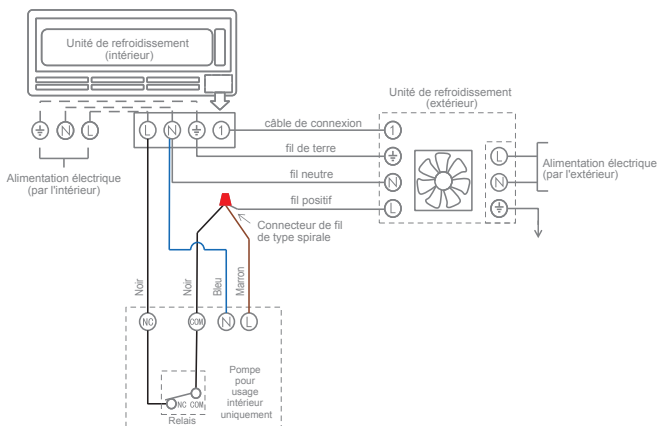 Unité de refroidissement
(intérieur)
Unité de refroidissement
(extérieur)
N
L
L
N
1
câble de connexion
1
fil de terre
L
Alimentation électrique
(par l'intérieur)
fil neutre
N
N
Alimentation électrique
(par l'extérieur)
fil positif
L
Connecteur de fil
de type spirale
Noir
Noir
Bleu
Marron
NC
COM
N
L
Pompe
pour
usage
intérieur
uniquement
NC COM
Relais